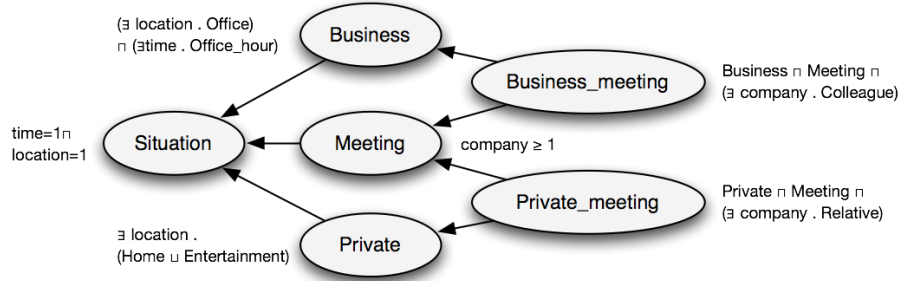 (∃ location . Office)
⊓ (∃time . Office_hour)
Business
Business_meeting
Business ⊓ Meeting ⊓
(∃ company . Colleague)
time=1⊓
location=1
Situation
Meeting
company ≥ 1
Private_meeting
Private ⊓ Meeting ⊓
(∃ company . Relative)
∃ location .
(Home ⊔ Entertainment)
Private